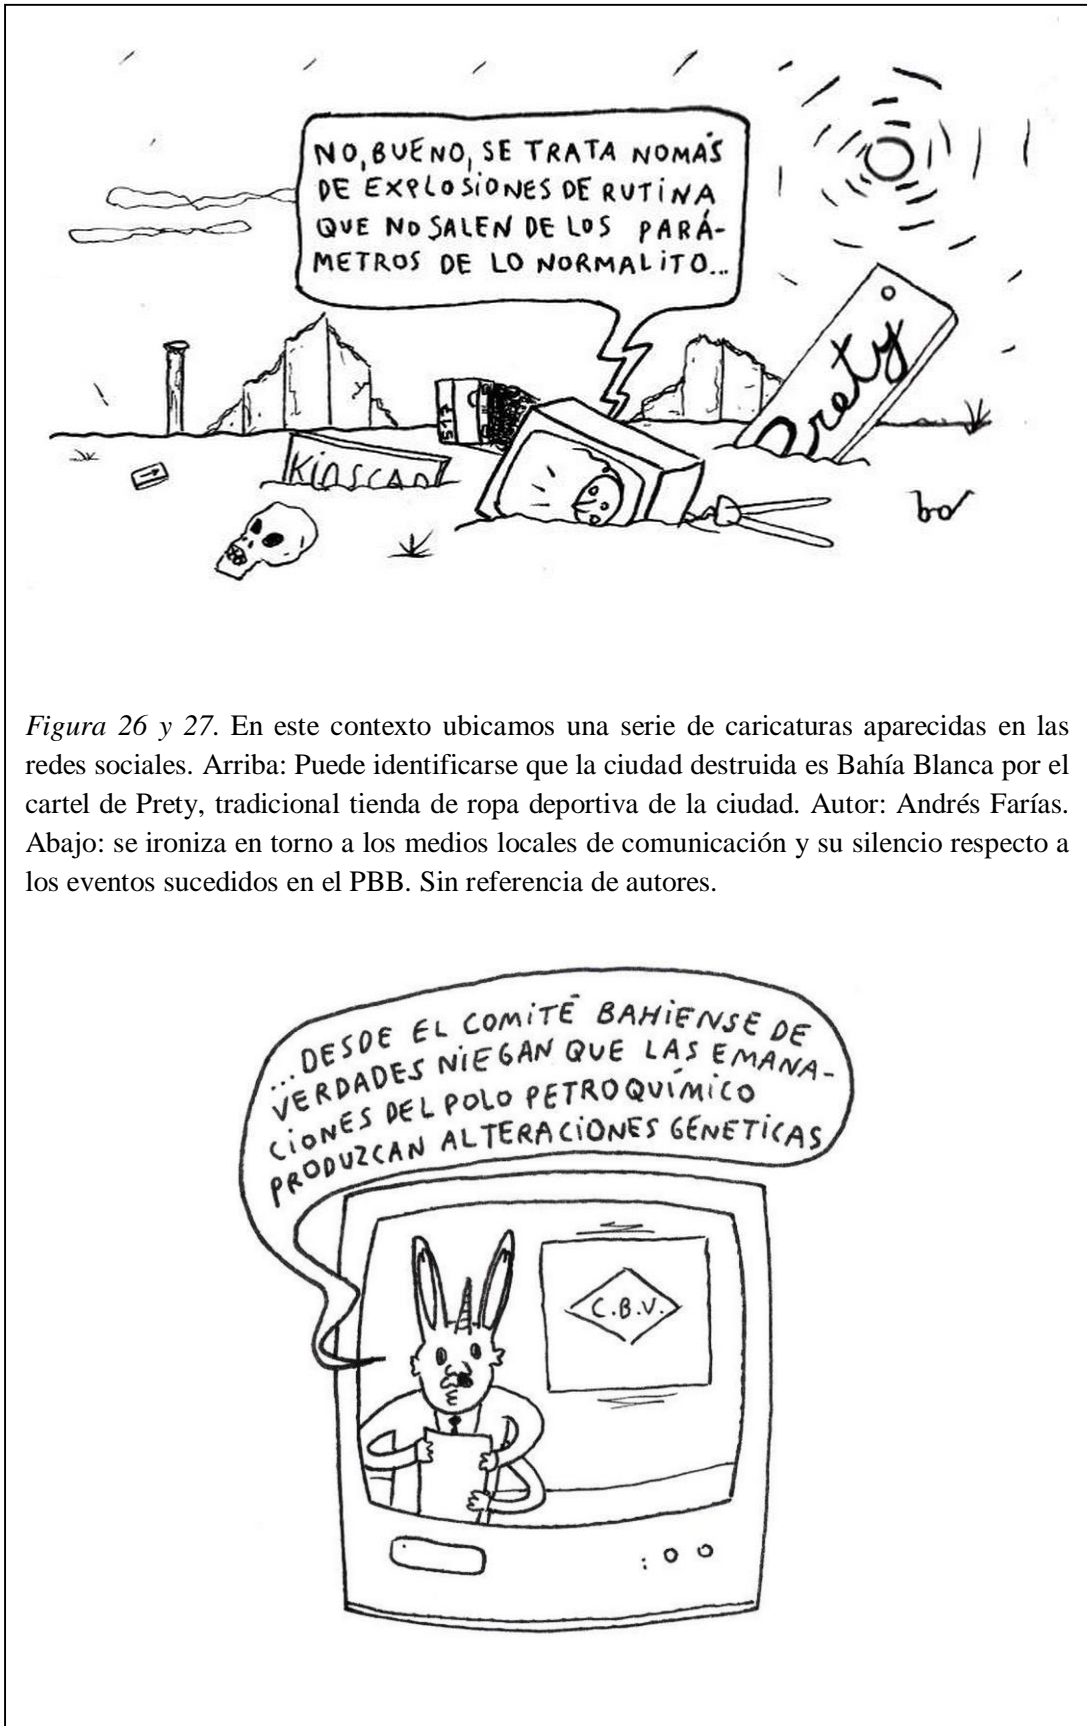 NO, BUENO, SE TRATA NOMÁS
DE EXPLOSIONES DE RUTINA
QUE NO SALEN DE LOS PARÁ-
METROS DE LO NORMALITO...
Prety
517
KIOSCAR
Figura 26 y 27. En este contexto ubicamos una serie de caricaturas aparecidas en las
redes sociales. Arriba: Puede identificarse que la ciudad destruida es Bahía Blanca por el
cartel de Prety, tradicional tienda de ropa deportiva de la ciudad. Autor: Andrés Farías.
Abajo: se ironiza en torno a los medios locales de comunicación y su silencio respecto a
los eventos sucedidos en el PBB. Sin referencia de autores.
...DESDE EL COMITÉ BAHIENSE DE
VERDADES NIEGAN QUE LAS EMANA-
CIONES DEL POLO PETROQUÍMICO
PRODUZCAN ALTERACIONES GENETICAS
C.B.V.